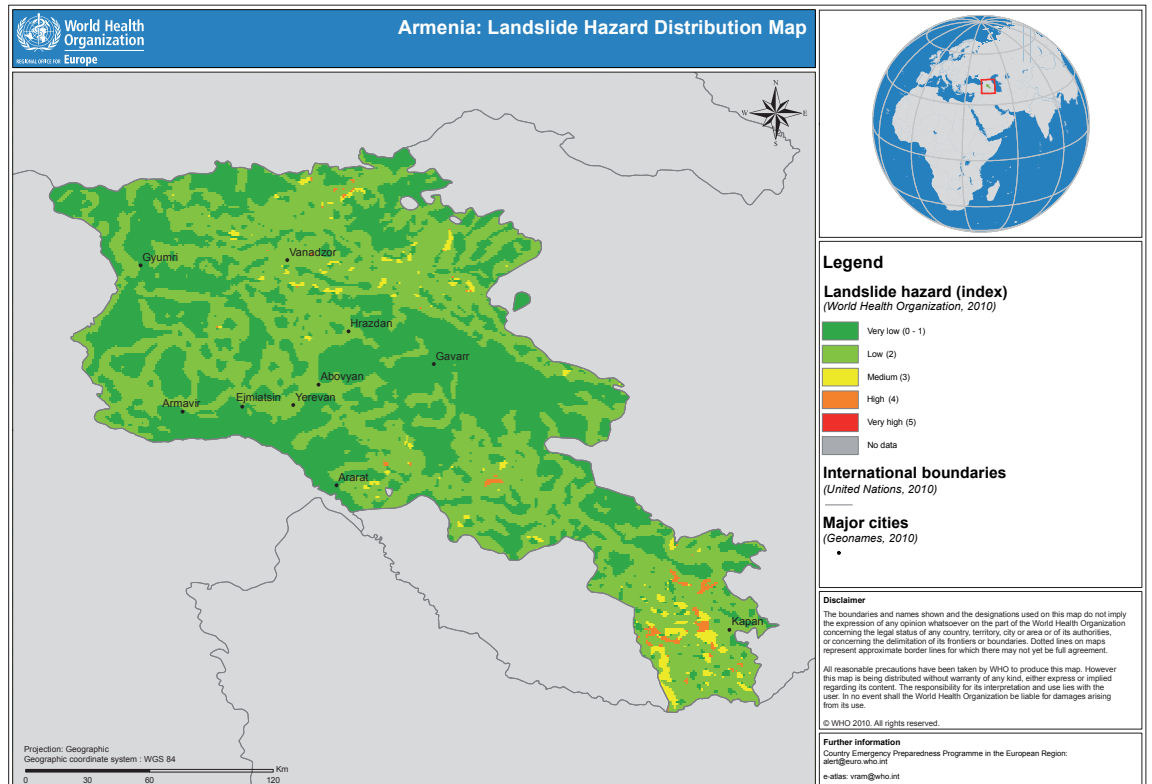 World Health
Organization
REGIONAL OFFICE FOR Europe
Armenia: Landslide Hazard Distribution Map
N
W
E
S
Gyumri
Vanadzor
Hrazdan
Gavarr
Abovyan
Ejmiatsin
Yerevan
Armavir
Ararat
Kapan
Projection: Geographic
Geographic coordinate system : WGS 84
Km
0 30 60 120
Legend
Landslide hazard (index)
(World Health Organization, 2010)
Very low (0 - 1)
Low (2)
Medium (3)
High (4)
Very high (5)
No data
International boundaries
(United Nations, 2010)
Major cities
(Geonames, 2010)
Disclaimer
The boundaries and names shown and the designations used on this map do not imply
the expression of any opinion whatsoever on the part of the World Health Organization
concerning the legal status of any country, territory, city or area or of its authorities,
or concerning the delimitation of its frontiers or boundaries. Dotted lines on maps
represent approximate border lines for which there may not yet be full agreement.
All reasonable precautions have been taken by WHO to produce this map. However
this map is being distributed without warranty of any kind, either express or implied
regarding its content. The responsibility for its interpretation and use lies with the
user. In no event shall the World Health Organization be liable for damages arising
from its use.
© WHO 2010. All rights reserved.
Further information
Country Emergency Preparedness Programme in the European Region:
alert@euro.who.int
e-atlas: vram@who.int